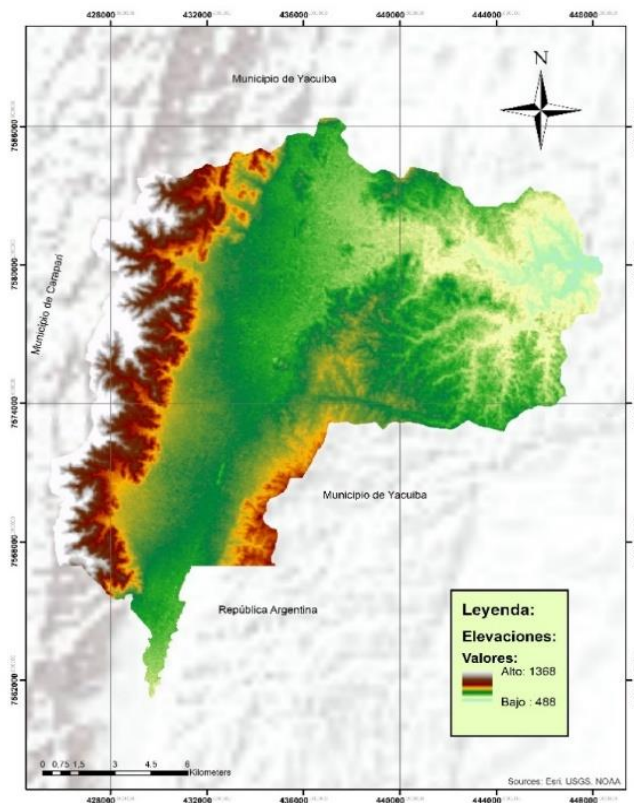 428000 432000 436000 440000 444000 448000
Municipio de Yacuiba
N
7586000
7580000
Municipio de Caraparí
7574000
Municipio de Yacuiba
7568000
República Argentina
Leyenda:
Elevaciones:
Valores:
Alto: 1368
Bajo : 488
7562000
0 0,75 1,5 3 4,5 6
Kilometers
Sources: Esri, USGS, NOAA
428000 432000 436000 440000 444000 448000